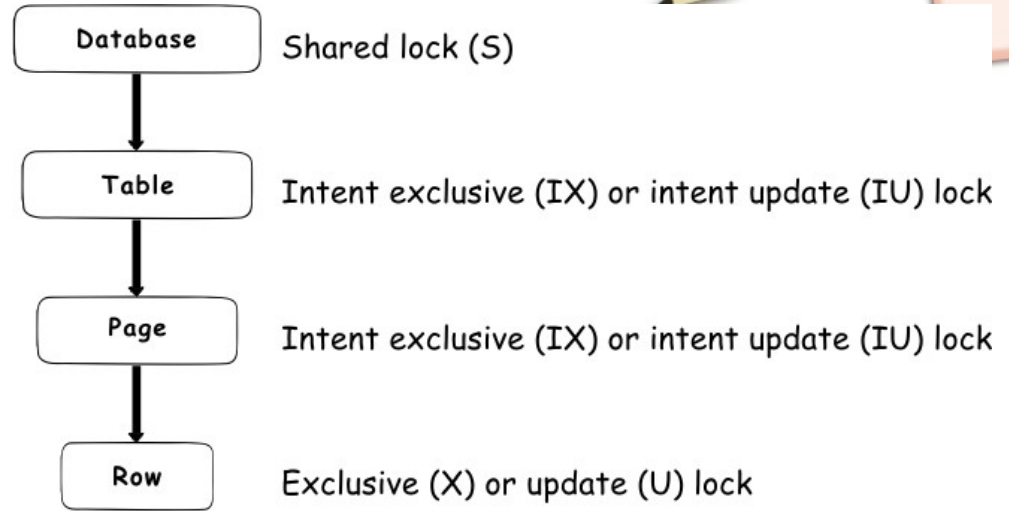 Database
Shared lock (S)
Table
Intent exclusive (IX) or intent update (IU) lock
Page
Intent exclusive (IX) or intent update (IU) lock
Row
Exclusive (X) or update (U) lock